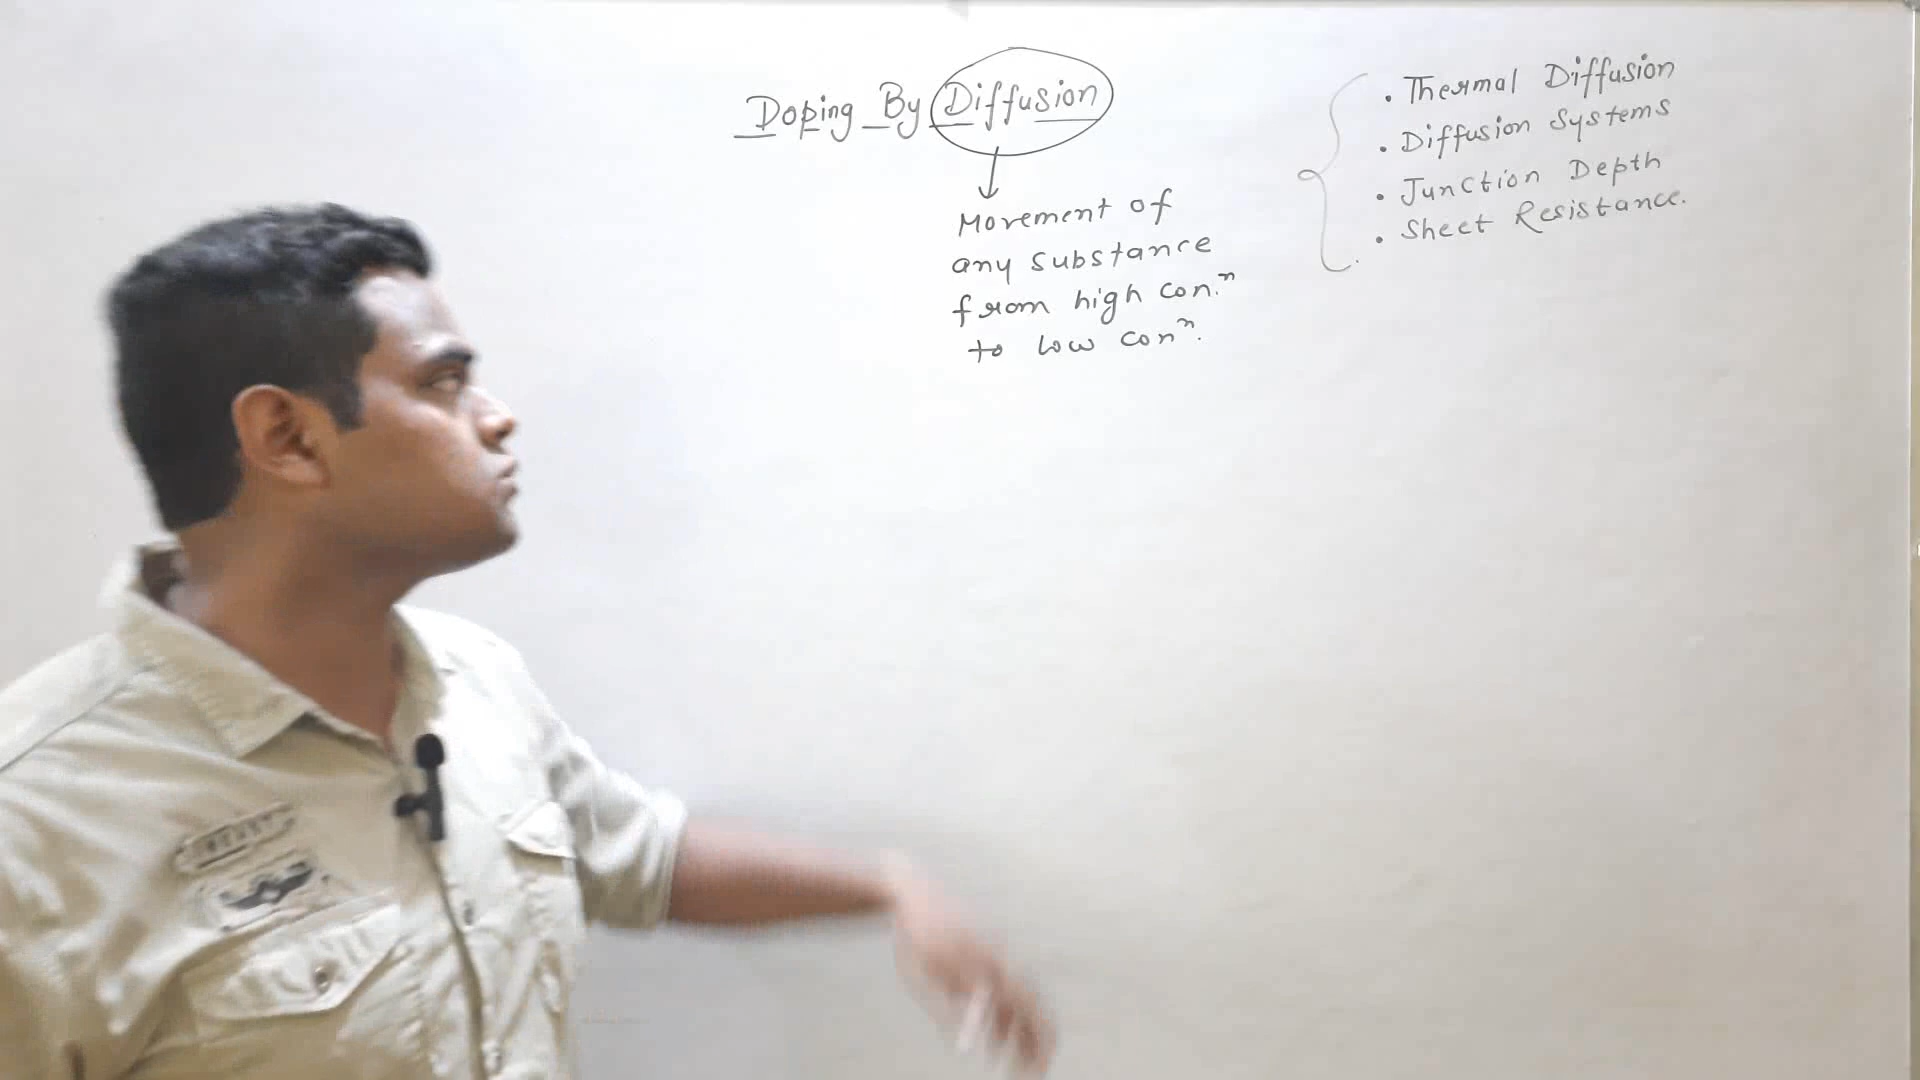 Doping By Diffusion
Movement of
any substance
from high con.ⁿ
to low conⁿ.
. Thermal Diffusion
. Diffusion Systems
. Junction Depth
. Sheet Resistance.